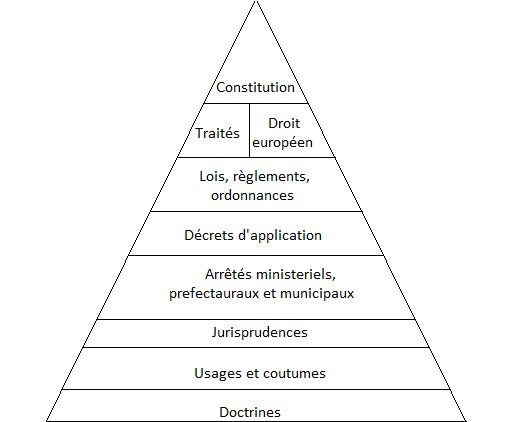 Constitution
Traités
Droit
européen
Lois, règlements,
ordonnances
Décrets d'application
Arrêtés ministeriels,
prefectauraux et municipaux
Jurisprudences
Usages et coutumes
Doctrines